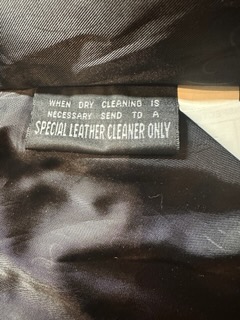 WHEN DRY CLEANING IS
NECESSARY SEND TO A
SPECIAL LEATHER CLEANER ONLY